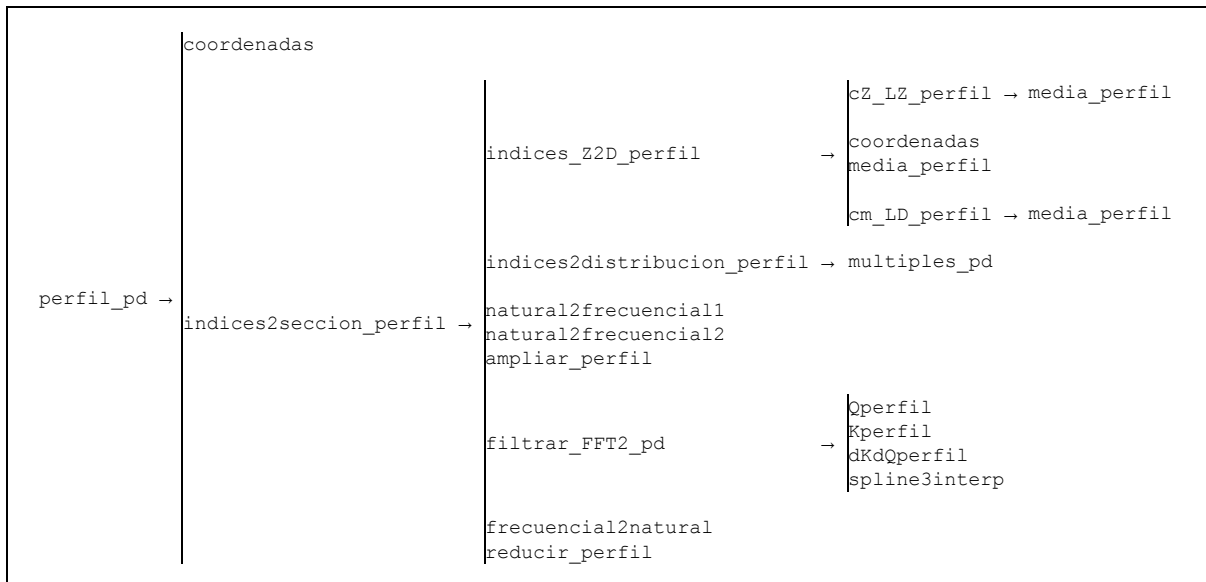 coordenadas
cZ_LZ_perfil → media_perfil
indices_Z2D_perfil →
coordenadas
media_perfil
cm_LD_perfil → media_perfil
indices2distribucion_perfil → multiples_pd
perfil_pd →
indices2seccion_perfil →
natural2frecuencial1
natural2frecuencial2
ampliar_perfil
filtrar_FFT2_pd →
Qperfil
Kperfil
dKdQperfil
spline3interp
frecuencial2natural
reducir_perfil